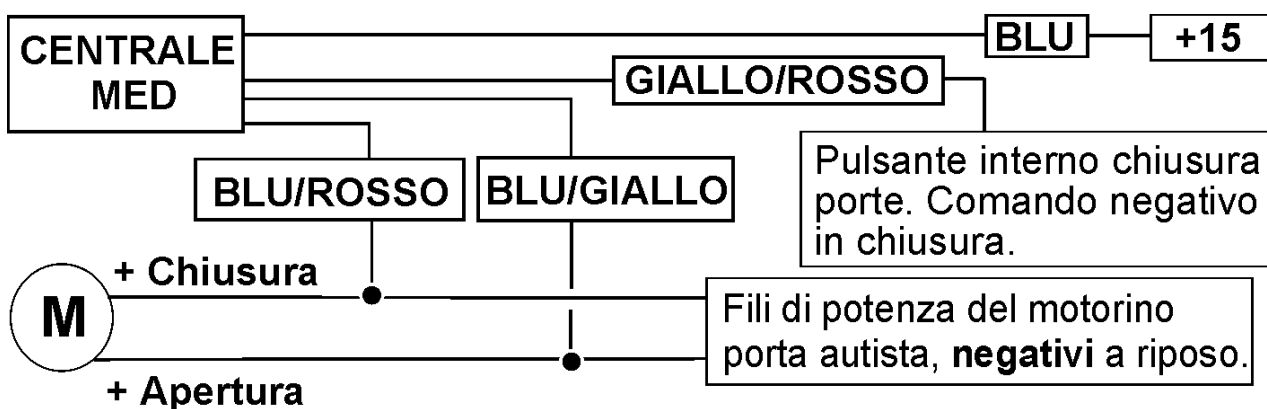 CENTRALE
MED
BLU
+15
GIALLO/ROSSO
Pulsante interno chiusura
porte. Comando negativo
in chiusura.
BLU/ROSSO
BLU/GIALLO
+ Chiusura
M
Fili di potenza del motorino
porta autista, negativi a riposo.
+ Apertura